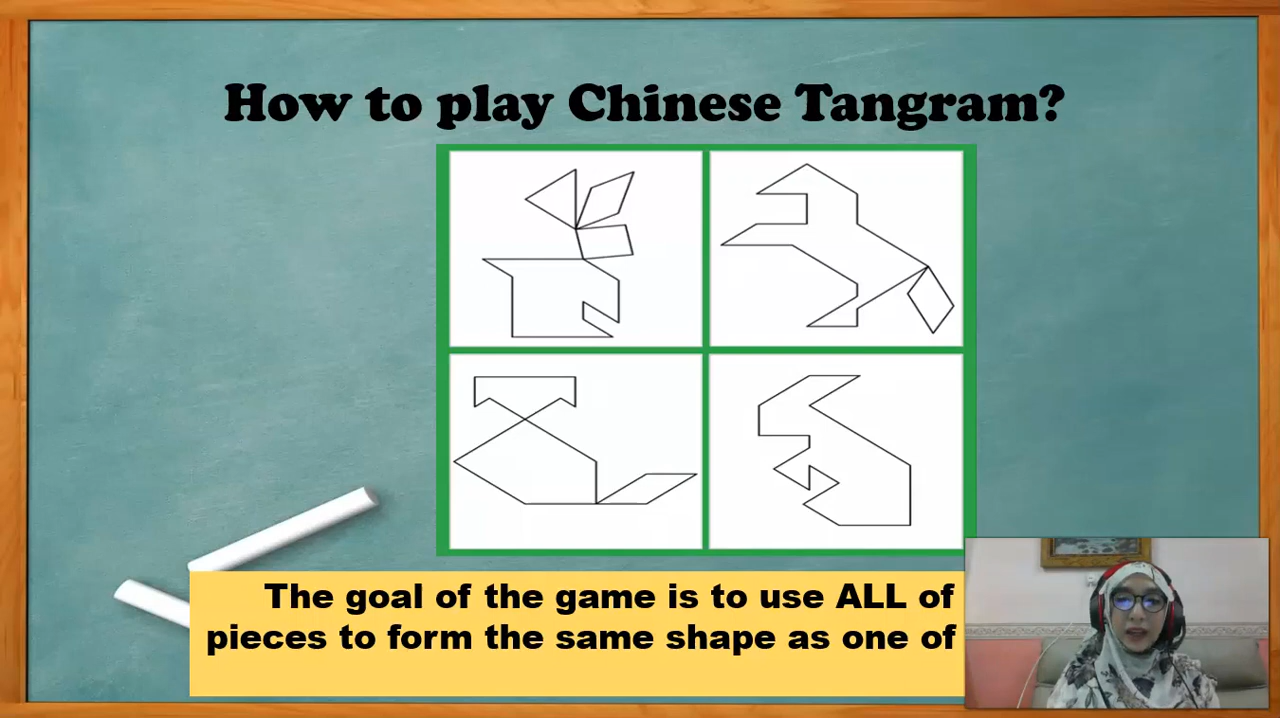 How to play Chinese Tangram?
The goal of the game is to use ALL of
pieces to form the same shape as one of